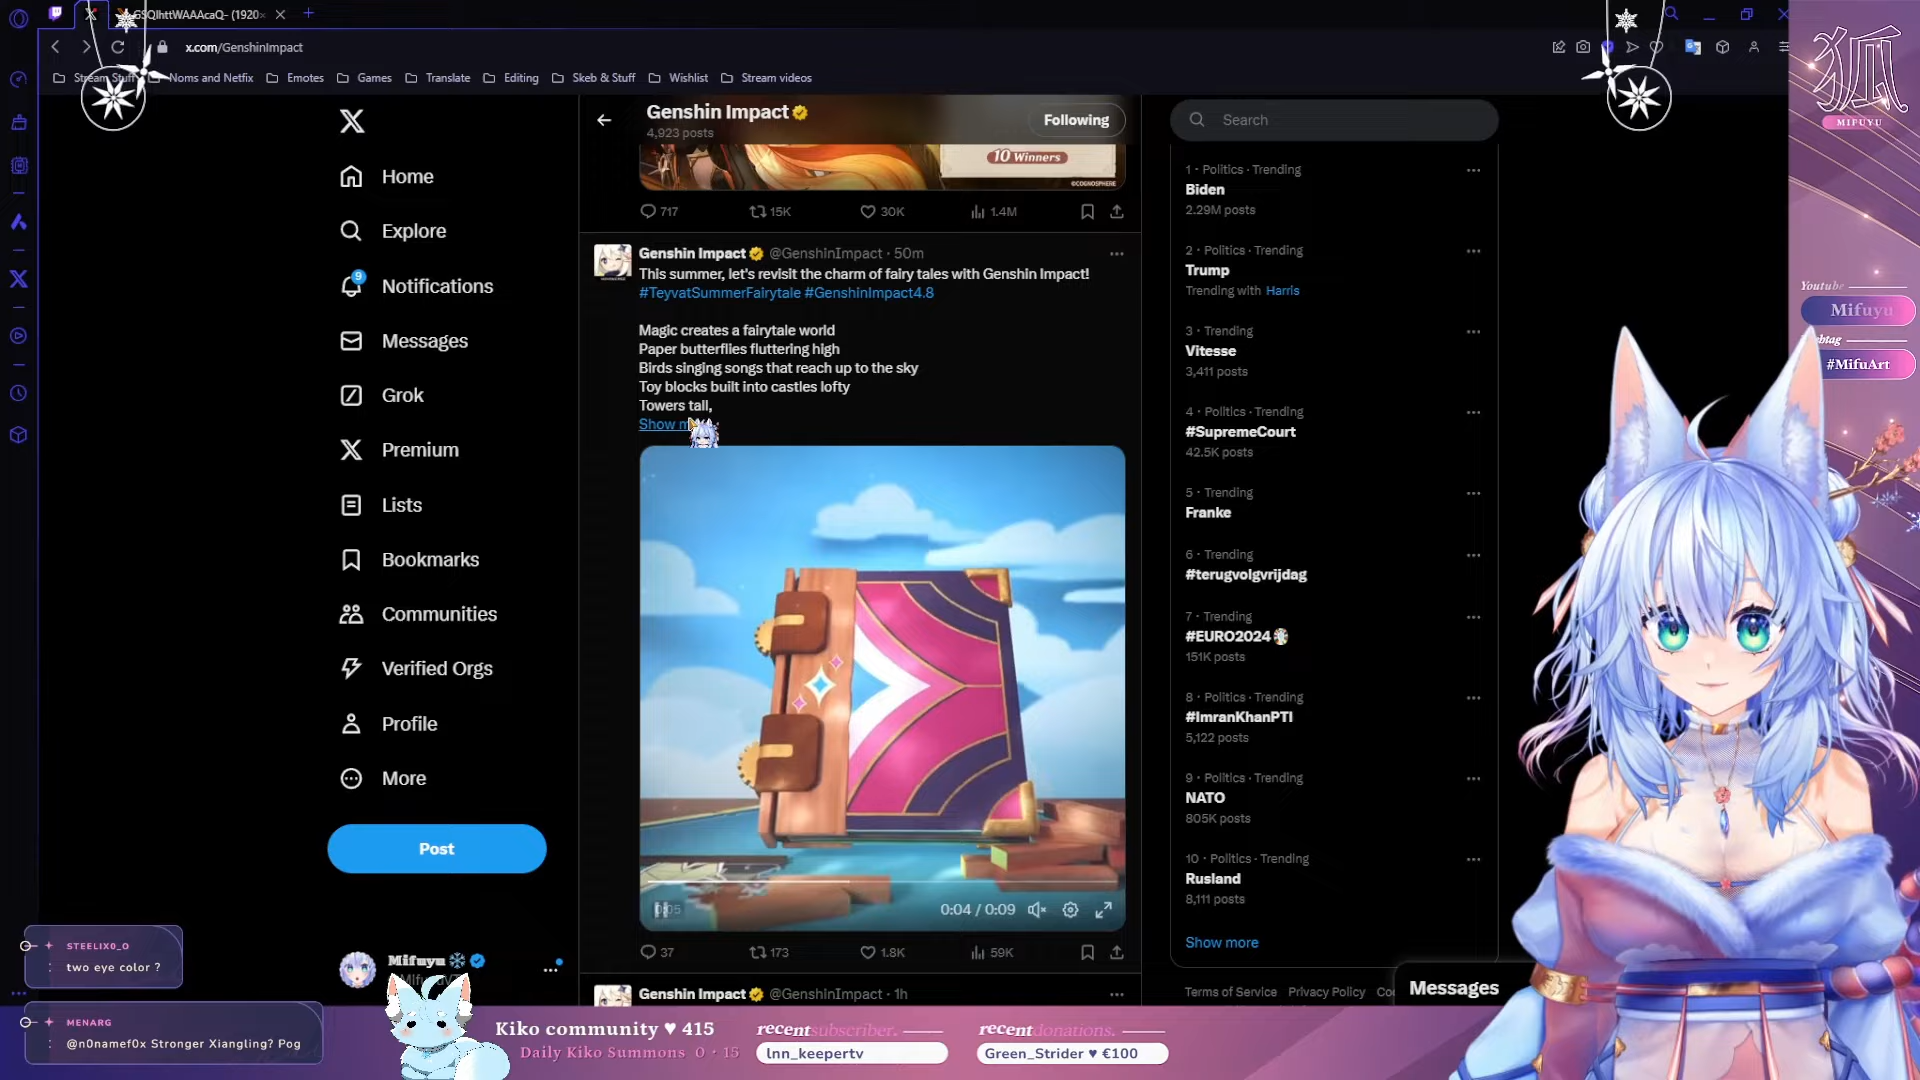 GSQIhttWAAAcaQ- (1920×
x.com/GenshinImpact
Stream Stuff
Noms and Netfix
Emotes
Games
Translate
Editing
Skeb & Stuff
Wishlist
Stream videos
狐
MIFUYU
Home
Explore
9
Notifications
Messages
Grok
Premium
Lists
Bookmarks
Communities
Verified Orgs
Profile
More
Post
Mifuyu
Genshin Impact
4,923 posts
Following
10 Winners
©COGNOSPHERE
717
15K
30K
1.4M
Genshin Impact @GenshinImpact · 50m
This summer, let's revisit the charm of fairy tales with Genshin Impact!
#TeyvatSummerFairytale #GenshinImpact4.8
Magic creates a fairytale world
Paper butterflies fluttering high
Birds singing songs that reach up to the sky
Toy blocks built into castles lofty
Towers tall,
Show
0:05
0:04 / 0:09
37
173
1.8K
59K
Genshin Impact @GenshinImpact · 1h
Search
1 · Politics · Trending
Biden
2.29M posts
2 · Politics · Trending
Trump
Trending with Harris
3 · Trending
Vitesse
3,411 posts
4 · Politics · Trending
#SupremeCourt
42.5K posts
5 · Trending
Franke
6 · Trending
#terugvolgvrijdag
7 · Trending
#EURO2024
151K posts
8 · Politics · Trending
#ImranKhanPTI
5,122 posts
9 · Politics · Trending
NATO
805K posts
10 · Politics · Trending
Rusland
8,111 posts
Show more
Terms of Service Privacy Policy
Messages
Youtube
Mifuyu
#MifuArt
STEELIX0_O
two eye color ?
MENARG
@n0namef0x Stronger Xiangling? Pog
Kiko community ♥ 415
Daily Kiko Summons 0 · 15
recent subscriber.
lnn_keepertv
recent donations.
Green_Strider ♥ €100